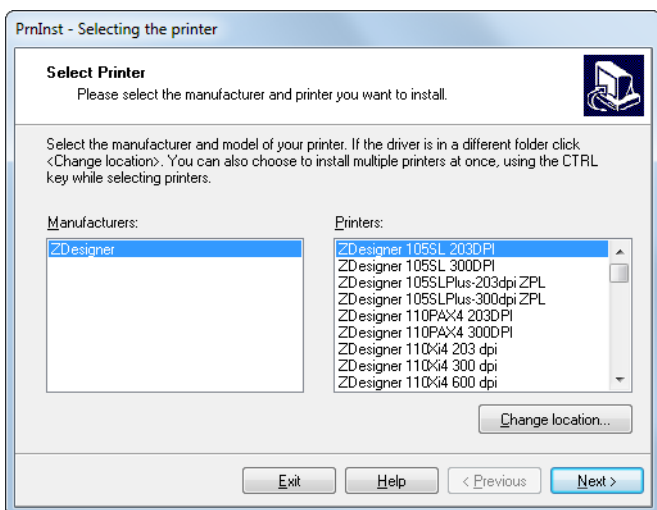 PrnInst - Selecting the printer
Select Printer
Please select the manufacturer and printer you want to install.
Select the manufacturer and model of your printer. If the driver is in a different folder click
<Change location>. You can also choose to install multiple printers at once, using the CTRL
key while selecting printers.
Manufacturers:
ZDesigner
Printers:
ZDesigner 105SL 203DPI
ZDesigner 105SL 300DPI
ZDesigner 105SLPlus-203dpi ZPL
ZDesigner 105SLPlus-300dpi ZPL
ZDesigner 110PAX4 203DPI
ZDesigner 110PAX4 300DPI
ZDesigner 110Xi4 203 dpi
ZDesigner 110Xi4 300 dpi
ZDesigner 110Xi4 600 dpi
Change location...
Exit
Help
< Previous
Next >